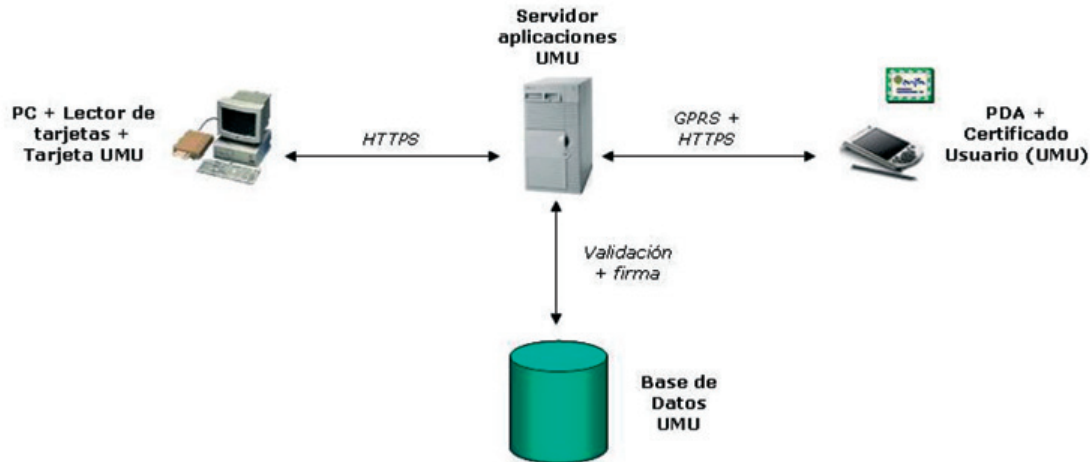 Servidor
aplicaciones
UMU
PC + Lector de
tarjetas +
Tarjeta UMU
HTTPS
GPRS +
HTTPS
PDA +
Certificado
Usuario (UMU)
Validación
+ firma
Base de
Datos
UMU